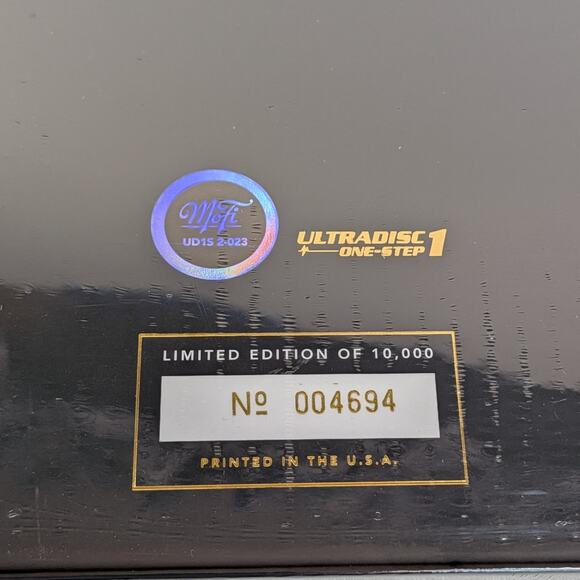 MoFi
UD1S 2-023
ULTRADISC
ONE-STEP 1
LIMITED EDITION OF 10,000
Nº 004694
PRINTED IN THE U.S.A.